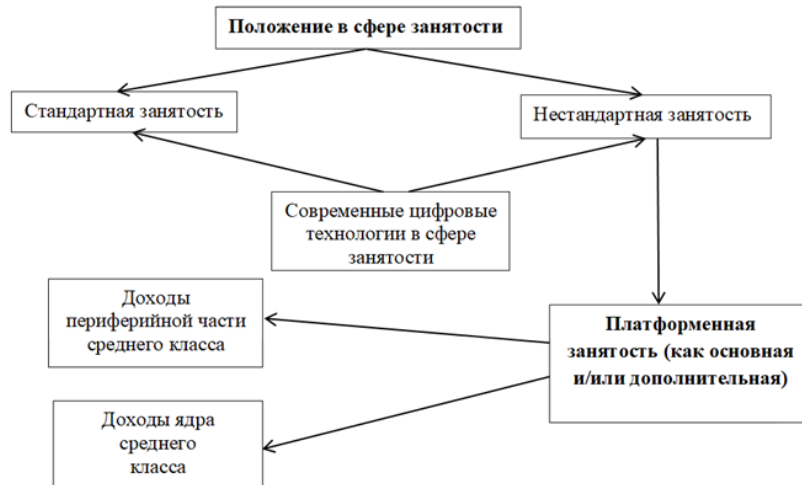 Положение в сфере занятости
Стандартная занятость
Нестандартная занятость
Современные цифровые
технологии в сфере
занятости
Доходы
периферийной части
среднего класса
Платформенная
занятость (как основная
и/или дополнительная)
Доходы ядра
среднего
класса